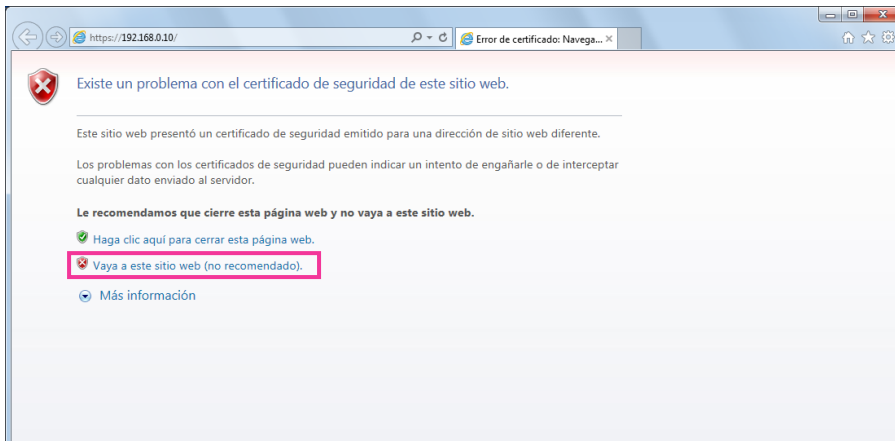 https://192.168.0.10/
Error de certificado: Navega...
Existe un problema con el certificado de seguridad de este sitio web.
Este sitio web presentó un certificado de seguridad emitido para una dirección de sitio web diferente.
Los problemas con los certificados de seguridad pueden indicar un intento de engañarle o de interceptar
cualquier dato enviado al servidor.
Le recomendamos que cierre esta página web y no vaya a este sitio web.
Haga clic aquí para cerrar esta página web.
Vaya a este sitio web (no recomendado).
Más información